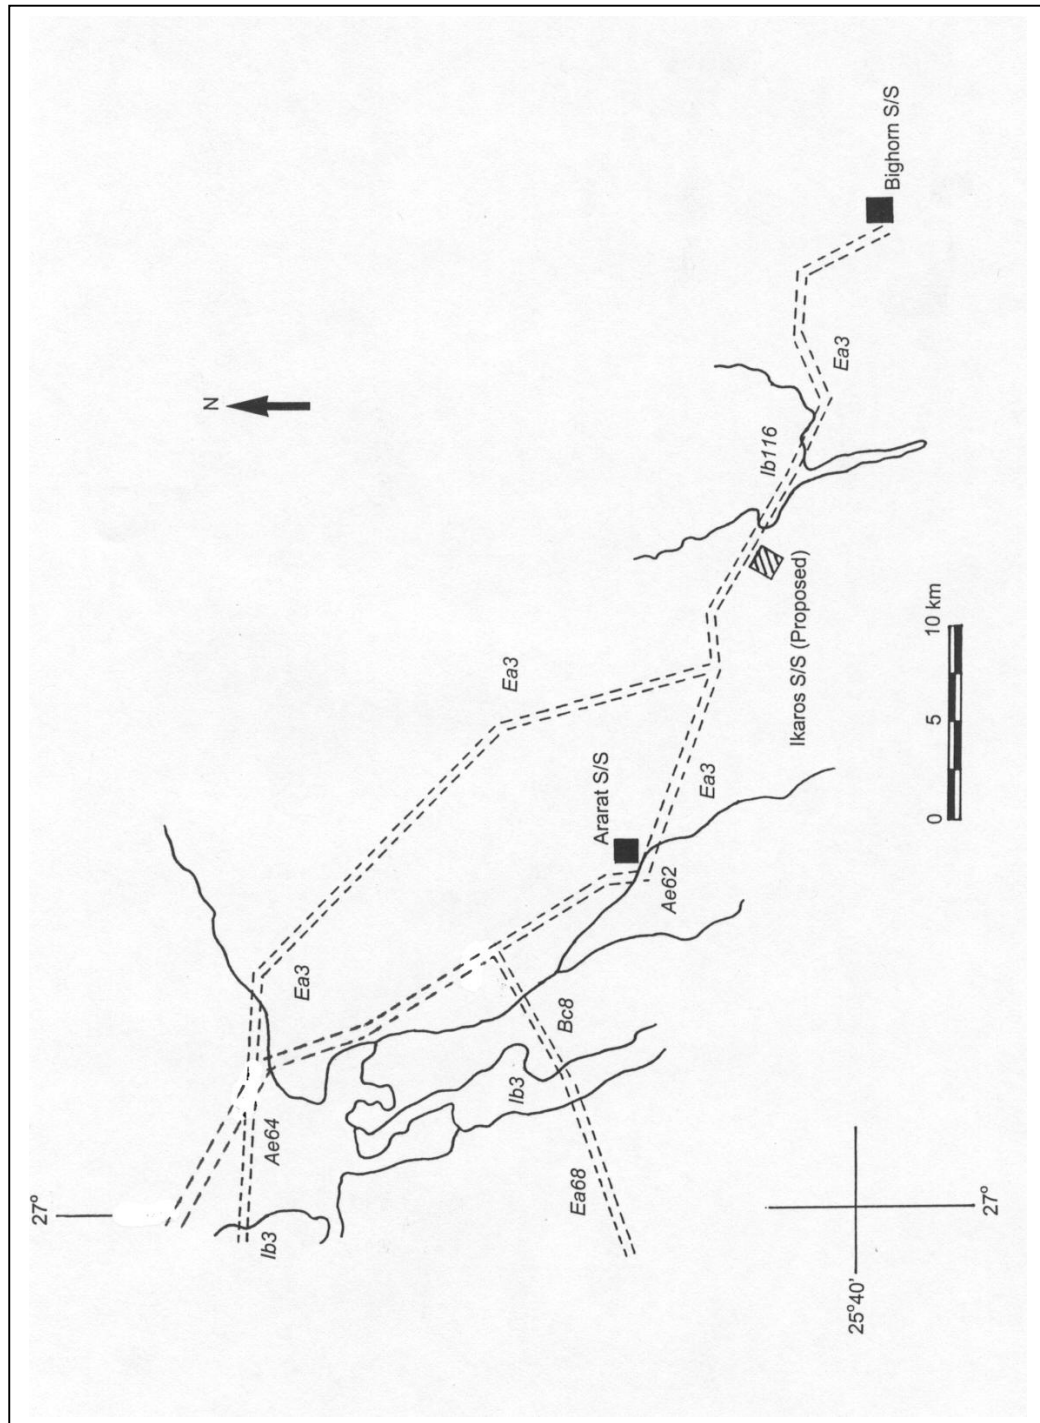 27°
N
Ib3
Ae64
Ea3
Ea3
Ib3
Bc8
Ea68
Ararat S/S
Ae62
Ea3
Ib116
Ikaros S/S (Proposed)
Ea3
25°40'
Bighorn S/S
0 5 10 km
27°